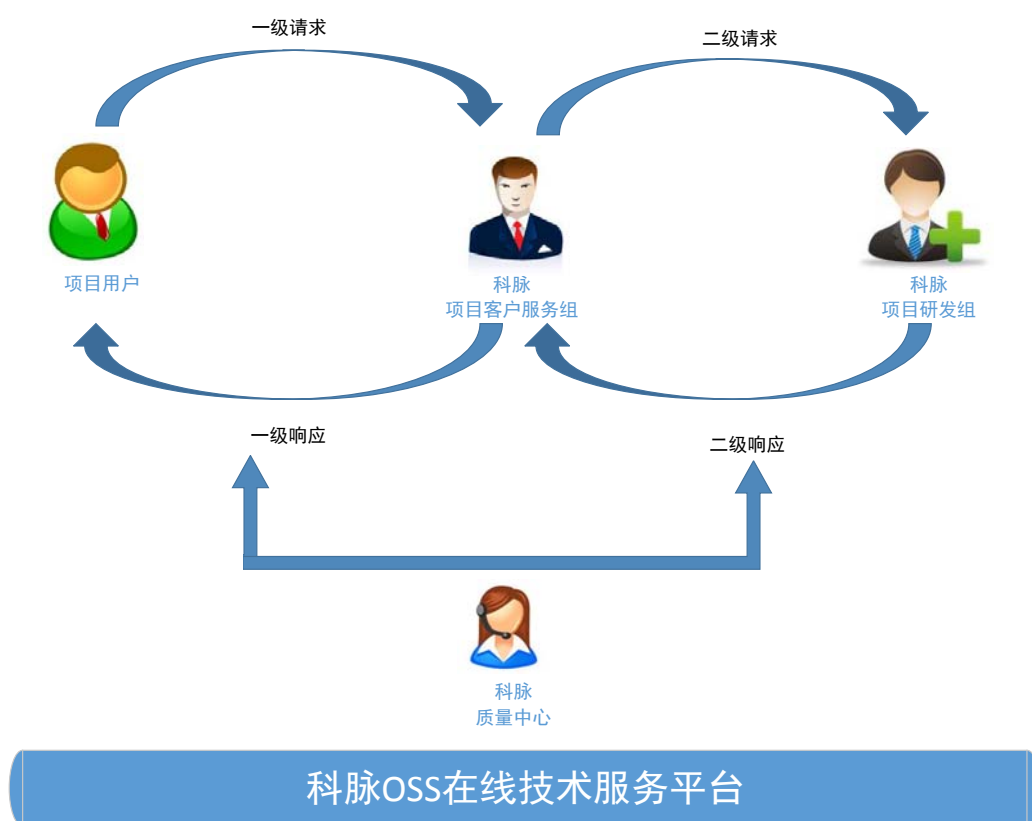 一级请求
二级请求
项目用户
科脉
项目客户服务组
科脉
项目研发组
一级响应
二级响应
科脉
质量中心
科脉OSS在线技术服务平台